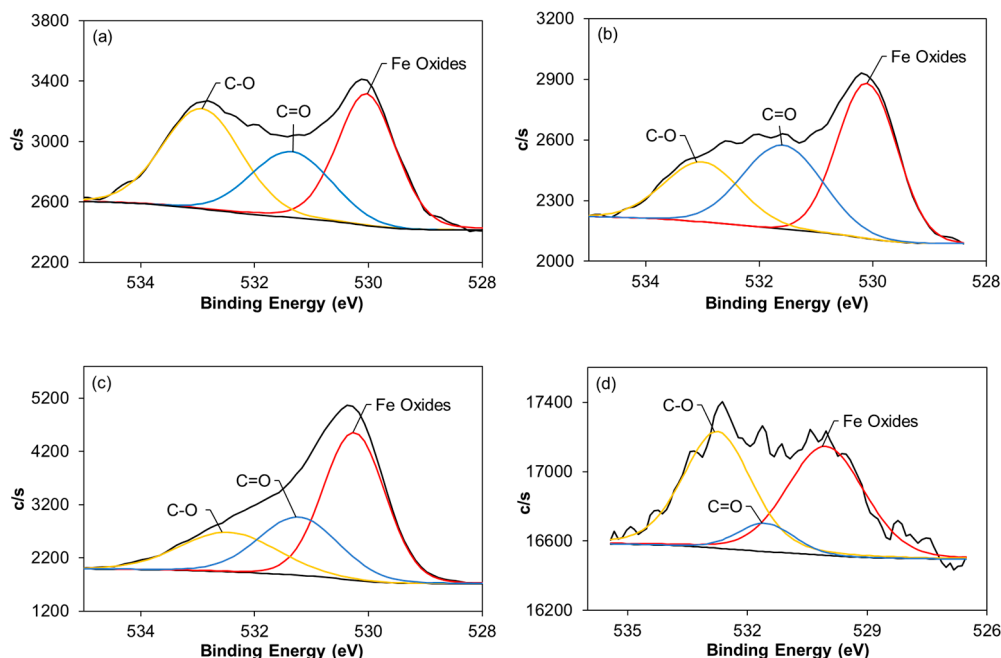 (a)
3800
3400
3000
2600
2200
c/s
C-O
C=O
Fe Oxides
534
532
530
528
Binding Energy (eV)
(b)
3200
2900
2600
2300
2000
c/s
C-O
C=O
Fe Oxides
534
532
530
528
Binding Energy (eV)
(c)
5200
4200
3200
2200
1200
c/s
C-O
C=O
Fe Oxides
534
532
530
528
Binding Energy (eV)
(d)
17400
17000
16600
16200
c/s
C-O
C=O
Fe Oxides
535
533
531
529
526
Binding Energy (eV)